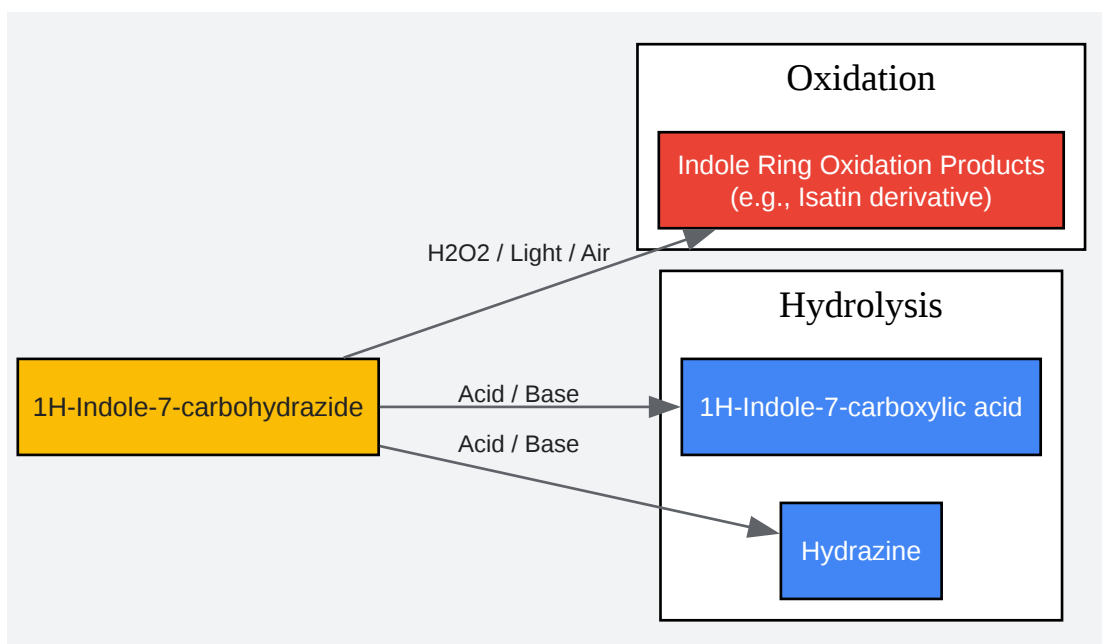 Oxidation
Indole Ring Oxidation Products
(e.g., Isatin derivative)
H2O2 / Light / Air
Hydrolysis
1H-Indole-7-carbohydrazide
Acid / Base
1H-Indole-7-carboxylic acid
Acid / Base
Hydrazine